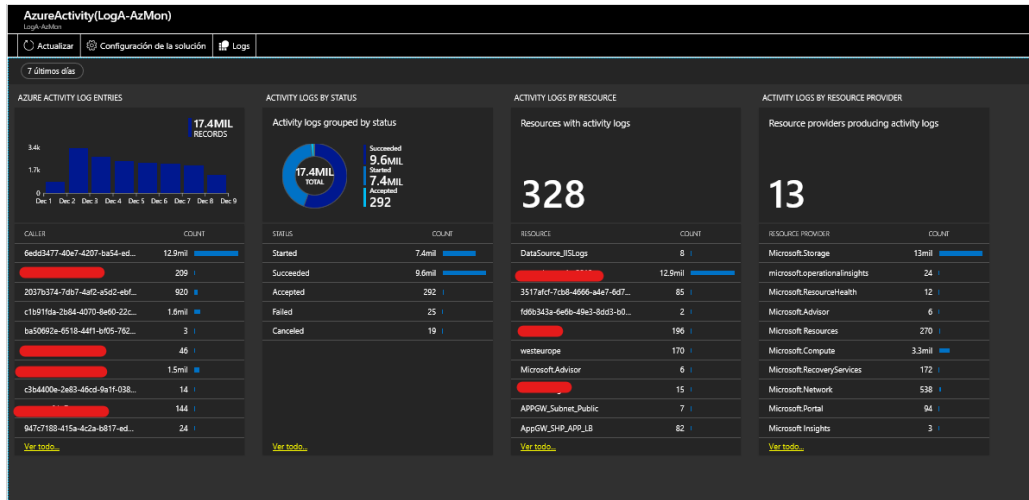 AzureActivity(LogA-AzMon)
LogA-AzMon
Actualizar Configuración de la solución Logs
7 últimos días
AZURE ACTIVITY LOG ENTRIES
17.4MIL
RECORDS
3.4k
1.7k
0
Dec 1 Dec 2 Dec 3 Dec 4 Dec 5 Dec 6 Dec 7 Dec 8 Dec 9
CALLER COUNT
6edd3477-40e7-4207-ba54-ed... 12.9mil
209
2037b374-7db7-4af2-a5d2-ebf... 920
c1b91fda-2b84-4070-8e60-22c... 1.6mil
ba50692e-6518-44f1-bf05-762... 3
46
1.5mil
c3b4400e-2e83-46cd-9a1f-038... 14
144
947c7188-415a-4c2a-b817-ed... 24
Ver todo...
ACTIVITY LOGS BY STATUS
Activity logs grouped by status
17.4MIL
TOTAL
Succeeded
9.6MIL
Started
7.4MIL
Accepted
292
STATUS COUNT
Started 7.4mil
Succeeded 9.6mil
Accepted 292
Failed 25
Canceled 19
Ver todo...
ACTIVITY LOGS BY RESOURCE
Resources with activity logs
328
RESOURCE COUNT
DataSource_IISLogs 8
12.9mil
3517afcf-7cb8-4666-a4e7-6d7... 85
fd6b343a-6e6b-49e3-8dd3-b0... 2
196
westeurope 170
Microsoft.Advisor 6
15
APPGW_Subnet_Public 7
AppGW_SHP_APP_LB 82
Ver todo...
ACTIVITY LOGS BY RESOURCE PROVIDER
Resource providers producing activity logs
13
RESOURCE PROVIDER COUNT
Microsoft.Storage 13mil
microsoft.operationalinsights 24
Microsoft.ResourceHealth 12
Microsoft.Advisor 6
Microsoft Resources 270
Microsoft.Compute 3.3mil
Microsoft.RecoveryServices 172
Microsoft.Network 538
Microsoft.Portal 94
Microsoft Insights 3
Ver todo...